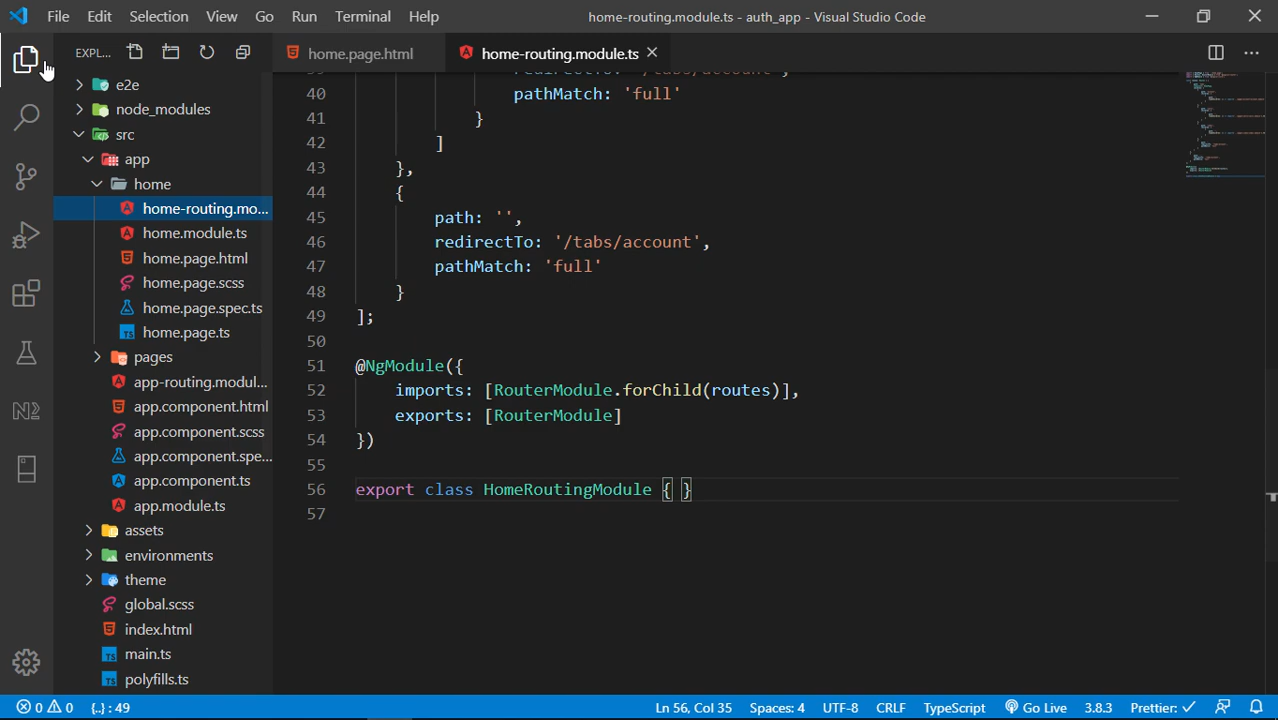 File Edit Selection View Go Run Terminal Help
home-routing.module.ts - auth_app - Visual Studio Code
EXPL...
home.page.html
home-routing.module.ts
e2e
node_modules
src
app
home
home-routing.mo...
home.module.ts
home.page.html
home.page.scss
home.page.spec.ts
home.page.ts
pages
app-routing.modul...
app.component.html
app.component.scss
app.component.spe...
app.component.ts
app.module.ts
assets
environments
theme
global.scss
index.html
main.ts
polyfills.ts
39 redirectTo: '/tabs/account',
40 pathMatch: 'full'
41 }
42 ]
43 },
44 {
45 path: '',
46 redirectTo: '/tabs/account',
47 pathMatch: 'full'
48 }
49 ];
50
51 @NgModule({
52 imports: [RouterModule.forChild(routes)],
53 exports: [RouterModule]
54 })
55
56 export class HomeRoutingModule { }
57
0 0 {..} : 49 Ln 56, Col 35 Spaces: 4 UTF-8 CRLF TypeScript Go Live 3.8.3 Prettier: ✓